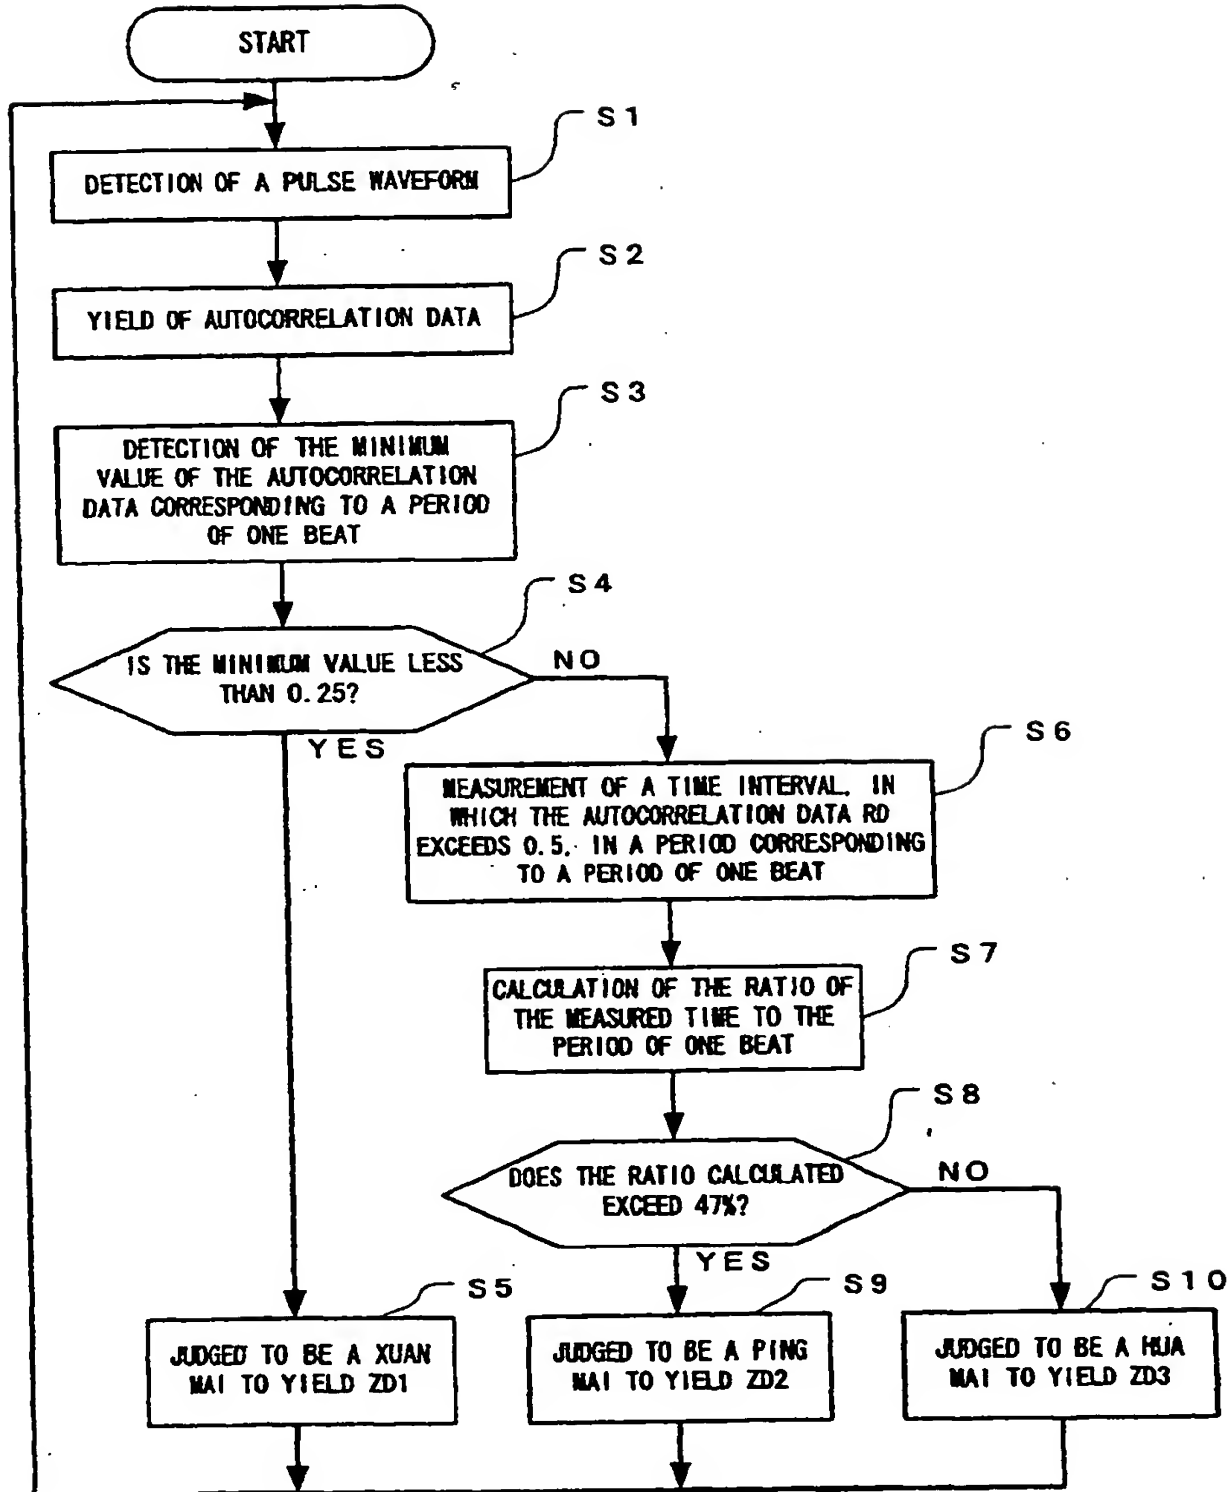 START
S1
DETECTION OF A PULSE WAVEFORM
S2
YIELD OF AUTOCORRELATION DATA
S3
DETECTION OF THE MINIMUM
VALUE OF THE AUTOCORRELATION
DATA CORRESPONDING TO A PERIOD
OF ONE BEAT
S4
IS THE MINIMUM VALUE LESS
THAN 0.25?
NO
YES
S6
MEASUREMENT OF A TIME INTERVAL, IN
WHICH THE AUTOCORRELATION DATA RD
EXCEEDS 0.5, IN A PERIOD CORRESPONDING
TO A PERIOD OF ONE BEAT
S7
CALCULATION OF THE RATIO OF
THE MEASURED TIME TO THE
PERIOD OF ONE BEAT
S8
DOES THE RATIO CALCULATED
EXCEED 47%?
NO
YES
S5
JUDGED TO BE A XUAN
MAI TO YIELD ZD1
S9
JUDGED TO BE A PING
MAI TO YIELD ZD2
S10
JUDGED TO BE A HUA
MAI TO YIELD ZD3